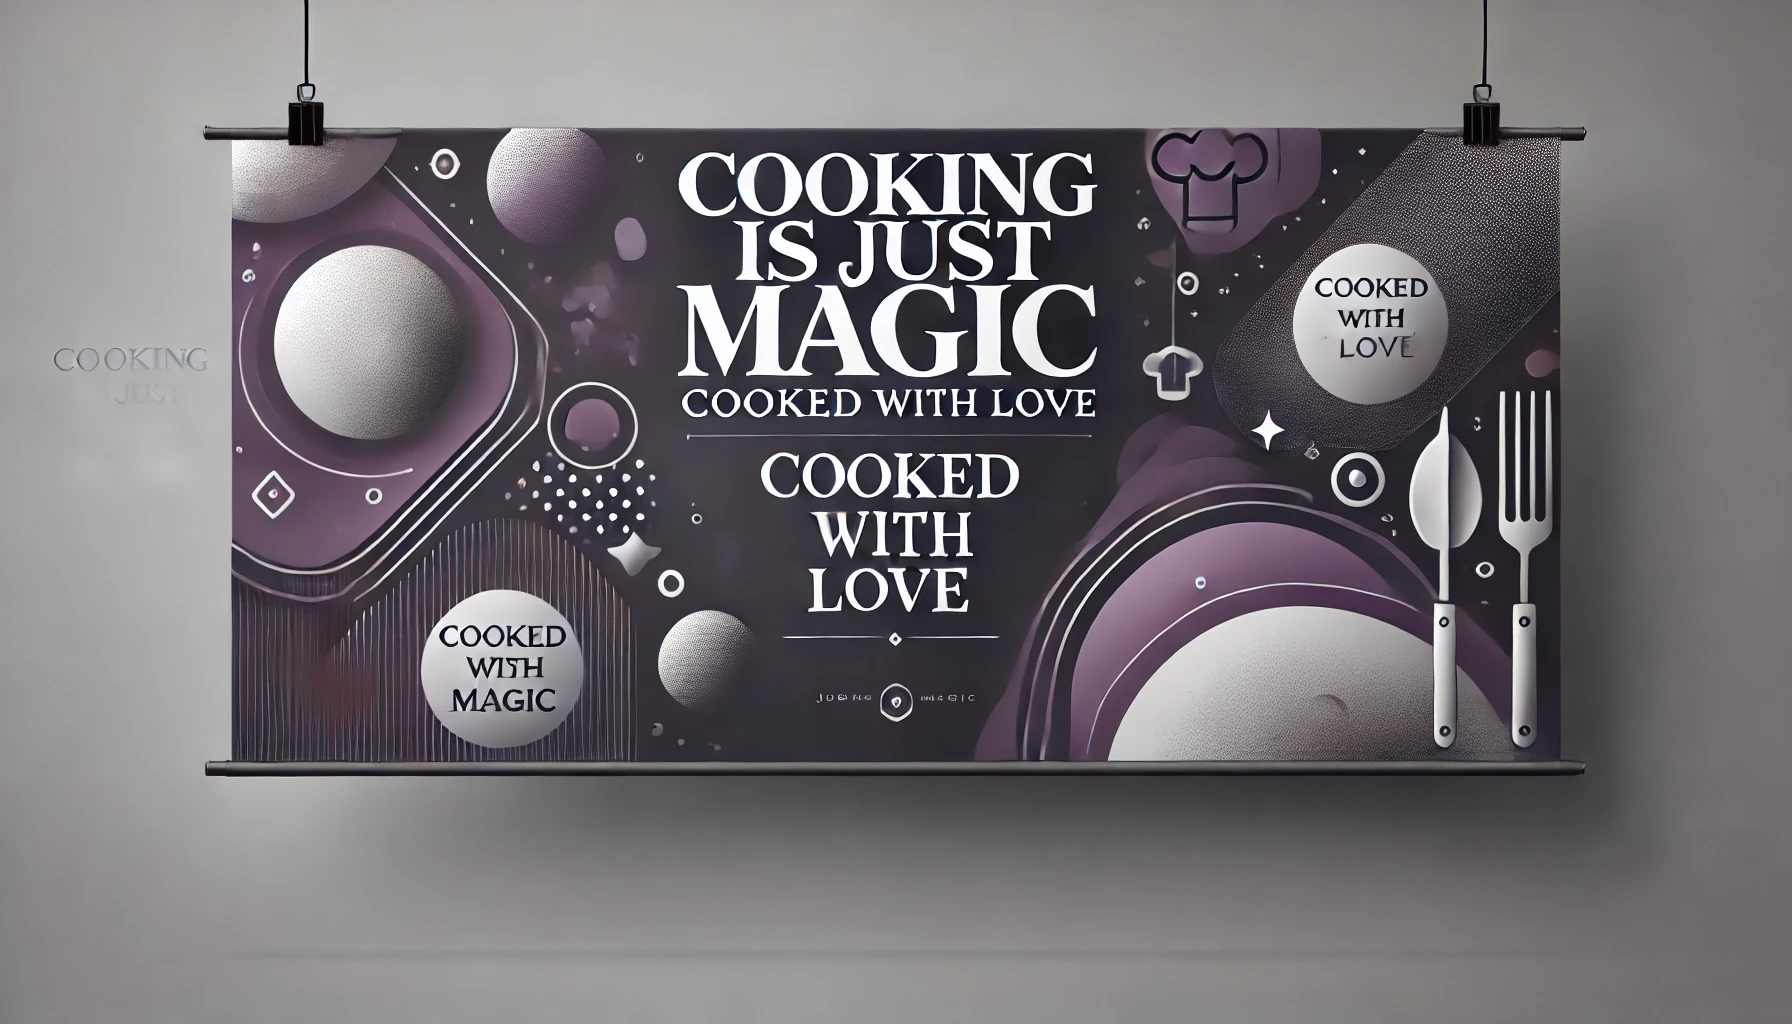 COOKING
IS JUST
MAGIC
COOKED WITH LOVE
COOKED
WITH
LOVE
COOKED
WITH
LOVE
COOKING
JUST
COOKED
WITH
MAGIC